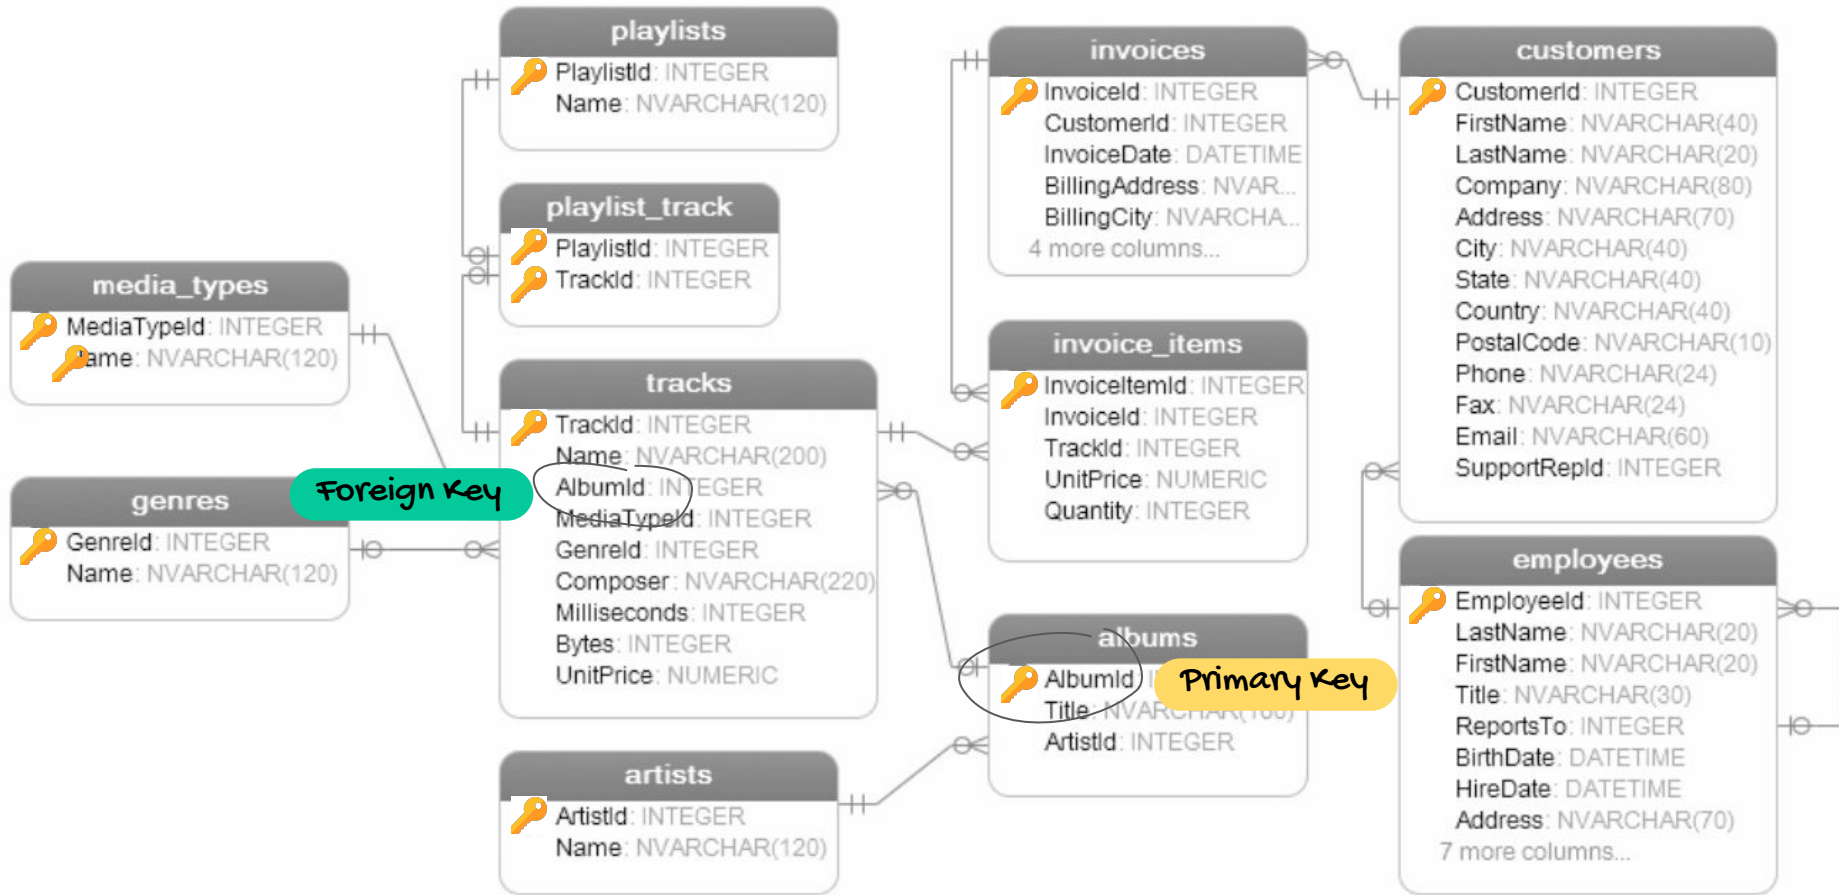 playlists
PlaylistId: INTEGER
Name: NVARCHAR(120)
playlist_track
PlaylistId: INTEGER
TrackId: INTEGER
media_types
MediaTypeId: INTEGER
ame: NVARCHAR(120)
genres
GenreId: INTEGER
Name: NVARCHAR(120)
Foreign Key
tracks
TrackId: INTEGER
Name: NVARCHAR(200)
AlbumId: INTEGER
MediaTypeId: INTEGER
GenreId: INTEGER
Composer: NVARCHAR(220)
Milliseconds: INTEGER
Bytes: INTEGER
UnitPrice: NUMERIC
artists
ArtistId: INTEGER
Name: NVARCHAR(120)
invoices
InvoiceId: INTEGER
CustomerId: INTEGER
InvoiceDate: DATETIME
BillingAddress: NVAR...
BillingCity: NVARCHA...
4 more columns...
invoice_items
InvoiceItemId: INTEGER
InvoiceId: INTEGER
TrackId: INTEGER
UnitPrice: NUMERIC
Quantity: INTEGER
albums
AlbumId:
Primary Key
Title: NVARCHAR(160)
ArtistId: INTEGER
customers
CustomerId: INTEGER
FirstName: NVARCHAR(40)
LastName: NVARCHAR(20)
Company: NVARCHAR(80)
Address: NVARCHAR(70)
City: NVARCHAR(40)
State: NVARCHAR(40)
Country: NVARCHAR(40)
PostalCode: NVARCHAR(10)
Phone: NVARCHAR(24)
Fax: NVARCHAR(24)
Email: NVARCHAR(60)
SupportRepId: INTEGER
employees
EmployeeId: INTEGER
LastName: NVARCHAR(20)
FirstName: NVARCHAR(20)
Title: NVARCHAR(30)
ReportsTo: INTEGER
BirthDate: DATETIME
HireDate: DATETIME
Address: NVARCHAR(70)
7 more columns...